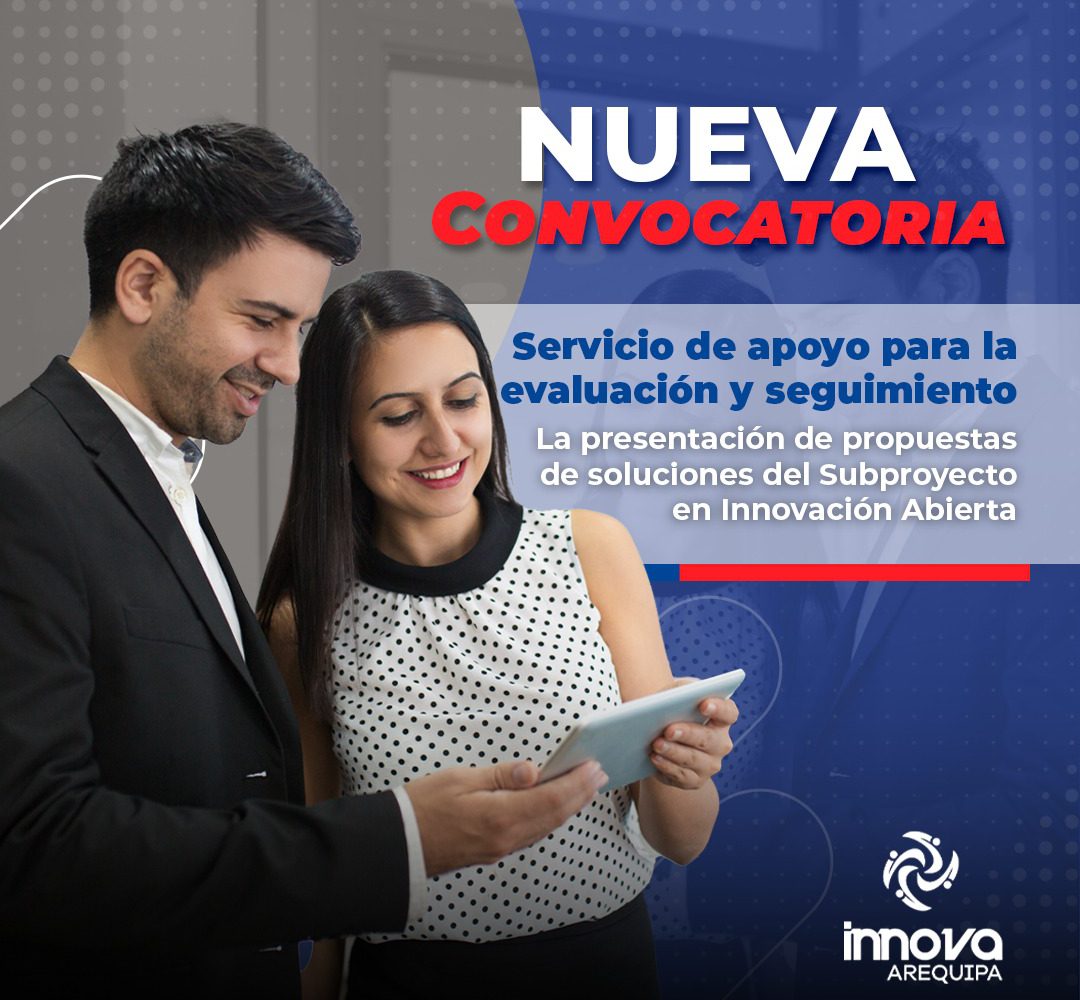 NUEVA
CONVOCATORIA
Servicio de apoyo para la
evaluación y seguimiento
La presentación de propuestas
de soluciones del Subproyecto
en Innovación Abierta
innova
AREQUIPA